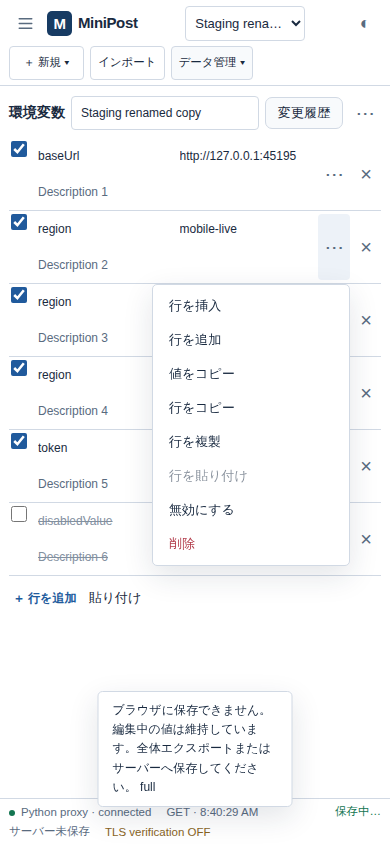 M MiniPost Staging rena…
＋ 新規 ▾ インポート データ管理 ▾
環境変数 Staging renamed copy 変更履歴 …
baseUrl http://127.0.0.1:45195
Description 1
… ×
region mobile-live
Description 2
… ×
region
Description 3
×
region
Description 4
×
token
Description 5
×
disabledValue
Description 6
×
行を挿入
行を追加
値をコピー
行をコピー
行を複製
行を貼り付け
無効にする
削除
+ 行を追加 貼り付け
ブラウザに保存できません。
編集中の値は維持していま
す。全体エクスポートまたは
サーバーへ保存してくださ
い。 full
Python proxy · connected GET · 8:40:29 AM 保存中…
サーバー未保存 TLS verification OFF